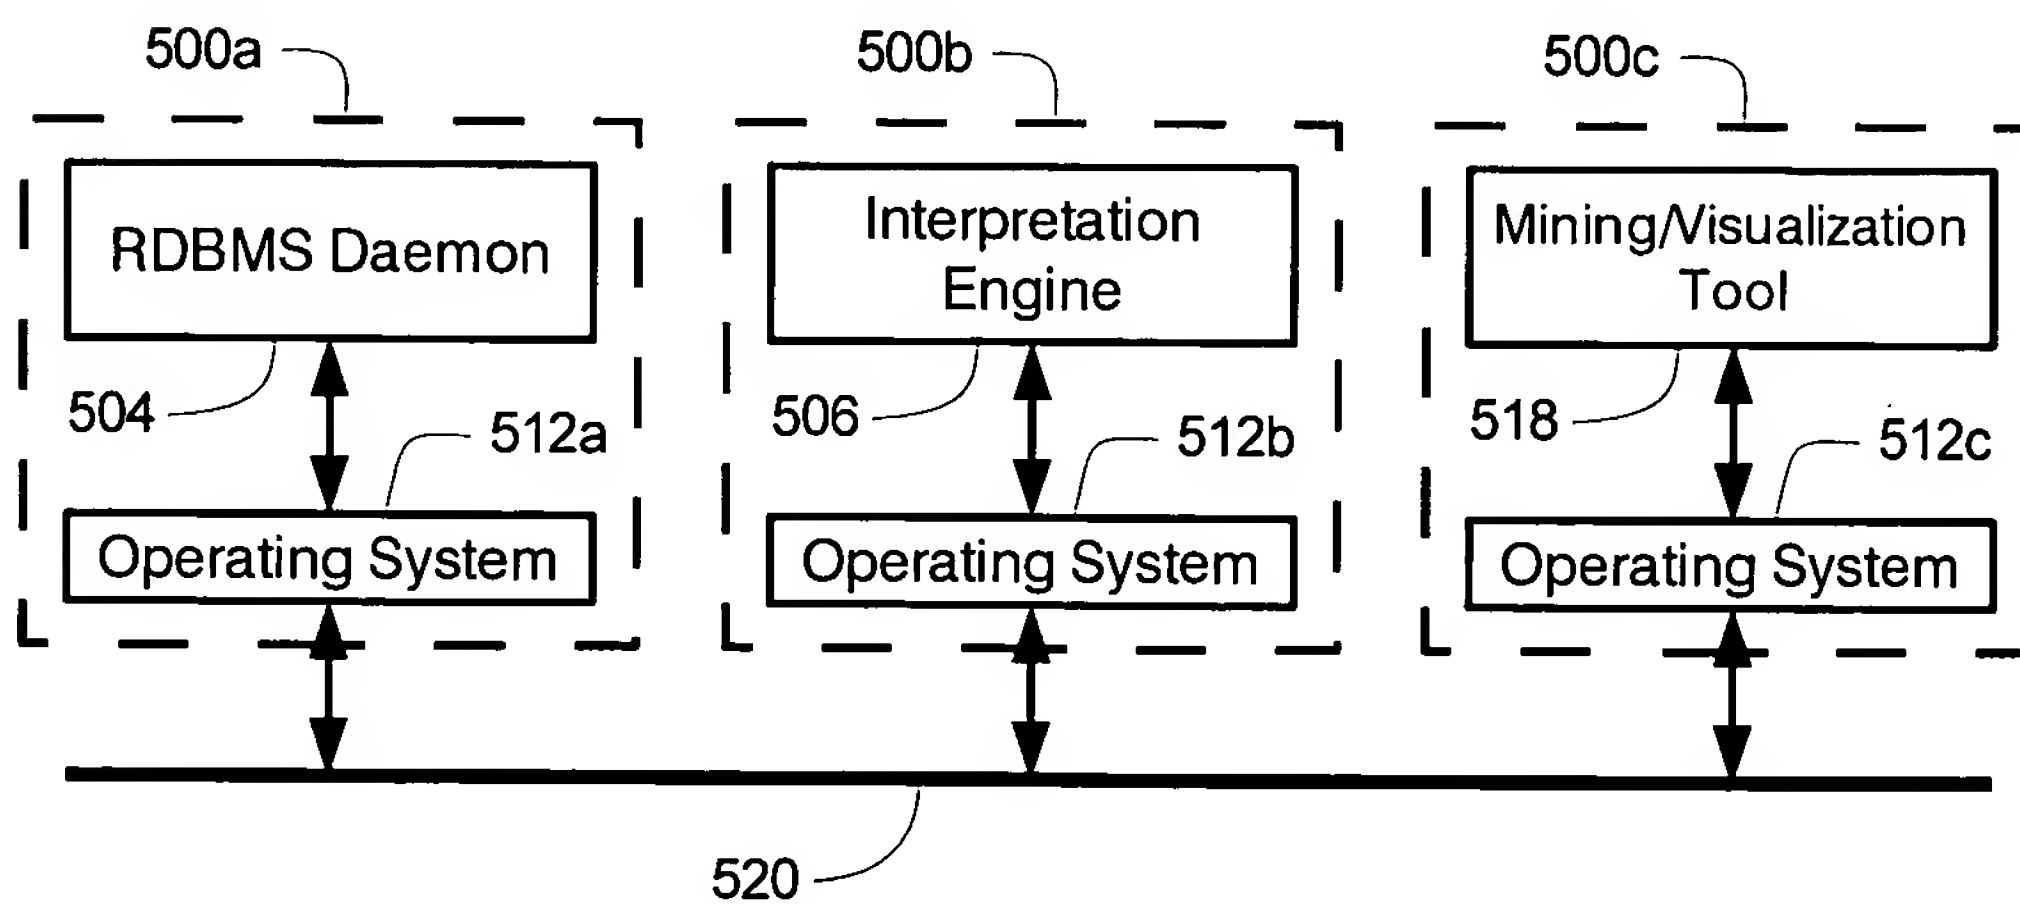 500a
500b
500c
RDBMS Daemon
Interpretation
Engine
Mining/Visualization
Tool
504
512a
506
512b
518
512c
Operating System
Operating System
Operating System
520